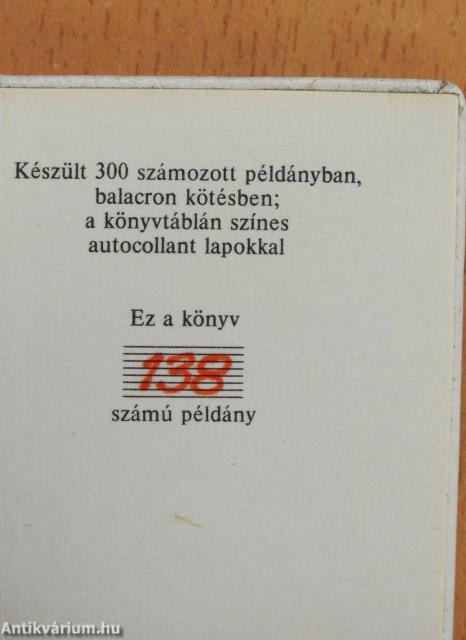 Készült 300 számozott példányban,
balacron kötésben;
a könyvtáblán színes
autocollant lapokkal
Ez a könyv
138
számú példány
Antikvárium.hu